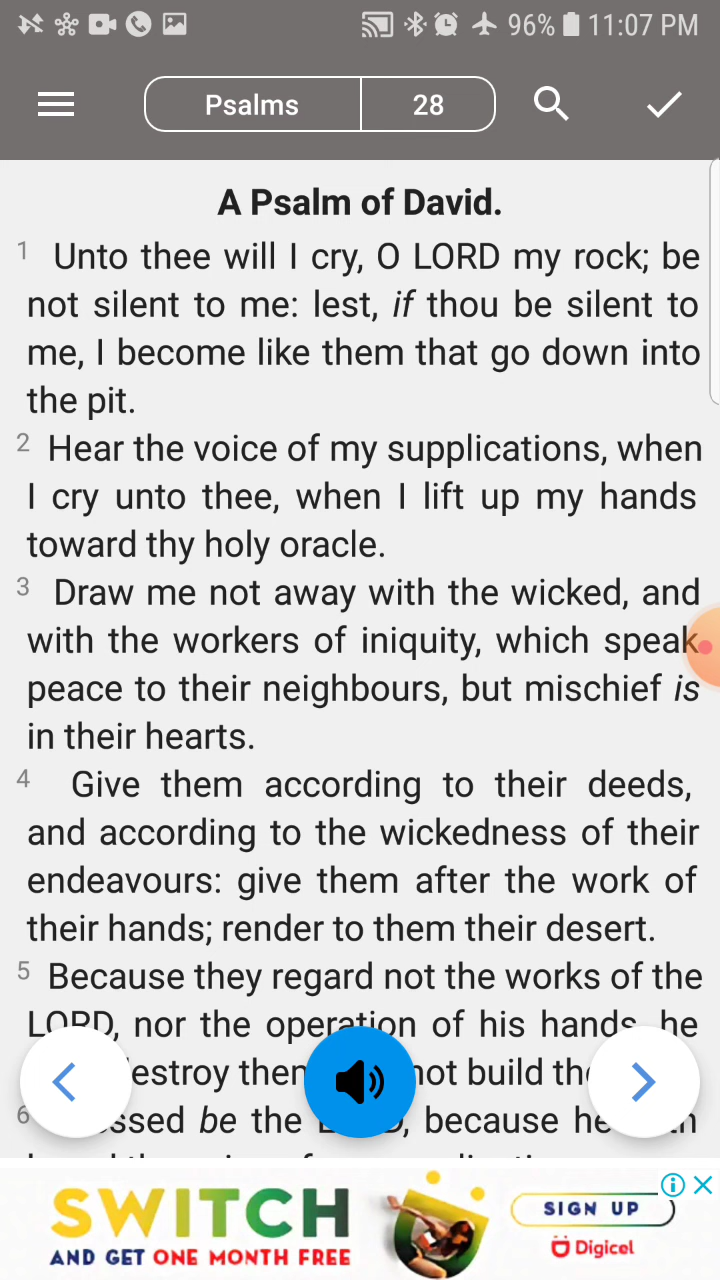 96% 11:07 PM
Psalms 28
A Psalm of David.
1 Unto thee will I cry, O LORD my rock; be
not silent to me: lest, if thou be silent to
me, I become like them that go down into
the pit.
2 Hear the voice of my supplications, when
I cry unto thee, when I lift up my hands
toward thy holy oracle.
3 Draw me not away with the wicked, and
with the workers of iniquity, which speak
peace to their neighbours, but mischief is
in their hearts.
4 Give them according to their deeds,
and according to the wickedness of their
endeavours: give them after the work of
their hands; render to them their desert.
5 Because they regard not the works of the
LORD, nor the operation of his hands, he
not build
6 be the because he
SWITCH
AND GET ONE MONTH FREE
SIGN UP
Digicel